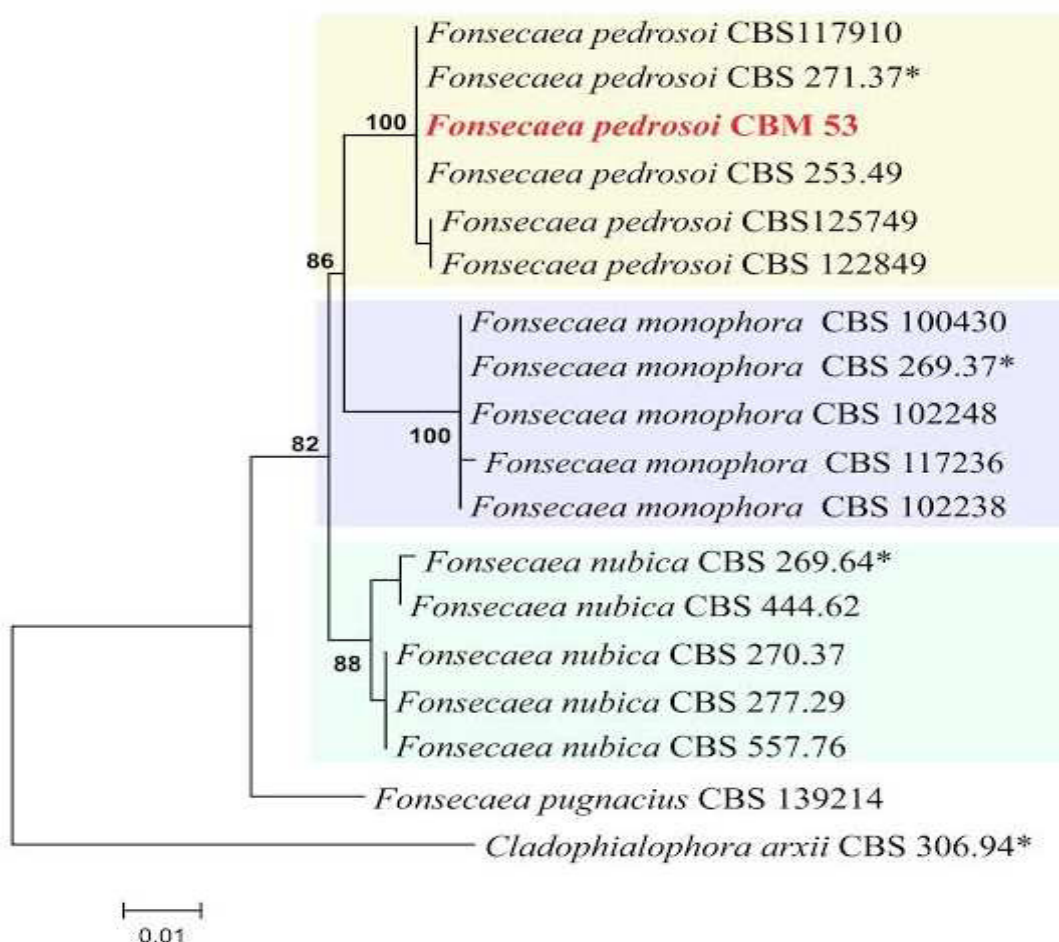 Fonsecaea pedrosoi CBS117910
Fonsecaea pedrosoi CBS 271.37*
100 Fonsecaea pedrosoi CBM 53
Fonsecaea pedrosoi CBS 253.49
Fonsecaea pedrosoi CBS125749
86 Fonsecaea pedrosoi CBS 122849
Fonsecaea monophora CBS 100430
Fonsecaea monophora CBS 269.37*
Fonsecaea monophora CBS 102248
82 100
Fonsecaea monophora CBS 117236
Fonsecaea monophora CBS 102238
Fonsecaea nubica CBS 269.64*
Fonsecaea nubica CBS 444.62
88 Fonsecaea nubica CBS 270.37
Fonsecaea nubica CBS 277.29
Fonsecaea nubica CBS 557.76
Fonsecaea pugnacius CBS 139214
Cladophialophora arxii CBS 306.94*
0.01